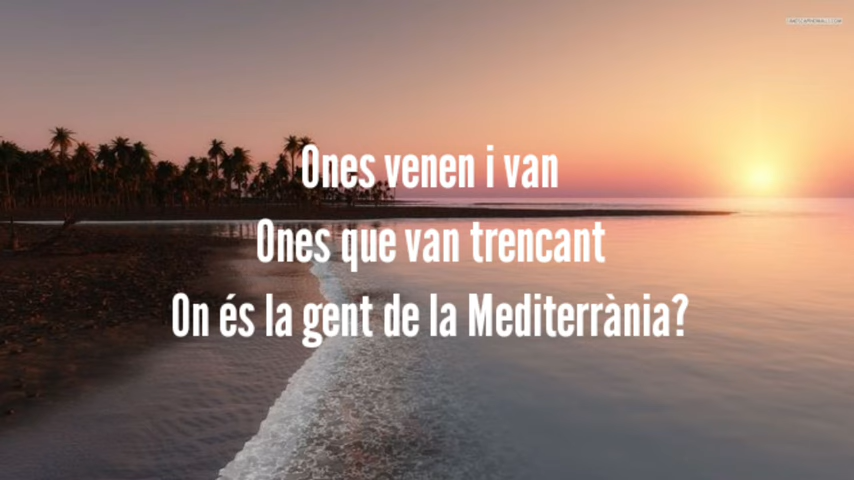 Ones venen i van
Ones que van trencant
On és la gent de la Mediterrània?